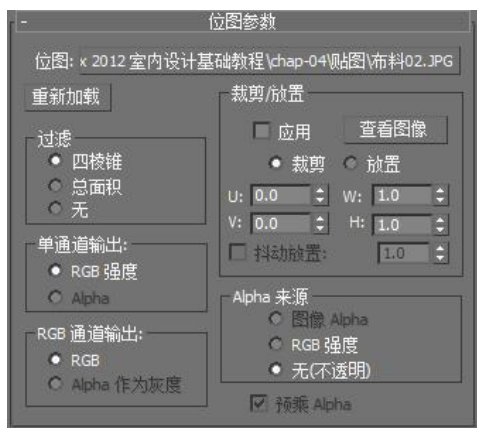 - 位图参数
位图: x 2012 室内设计基础教程\chap-04\贴图\布料02.JPG
重新加载
过滤
四棱锥
总面积
无
单通道输出:
RGB 强度
Alpha
RGB 通道输出:
RGB
Alpha 作为灰度
裁剪/放置
应用 查看图像
裁剪 放置
U: 0.0 W: 1.0
V: 0.0 H: 1.0
抖动放置: 1.0
Alpha 来源
图像 Alpha
RGB 强度
无(不透明)
预乘 Alpha